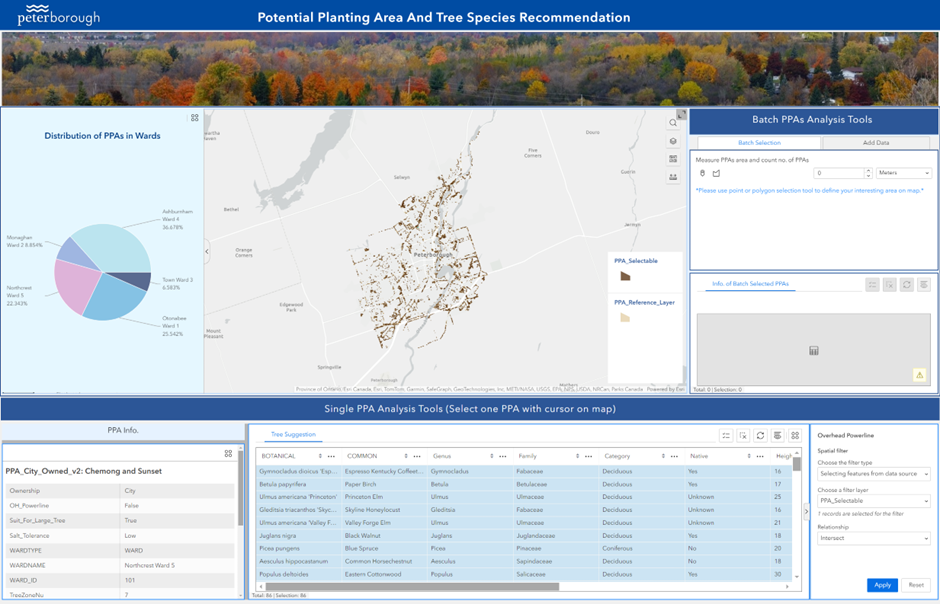 peterborough
Potential Planting Area And Tree Species Recommendation
Distribution of PPAs in Wards
Ashburnham
Ward 4
36.678%
Monaghan
Ward 2 8.854%
Town Ward 3
6.583%
Northcrest
Ward 5
22.343%
Otonabee
Ward 1
25.542%
Douro
Five
Corners
Selwyn
Guerin
Bethel
Jermyn
Orange
Corners
Peterborough
Edgewood
Park
Mount
Pleasant
Springville
Peterborough
PPA_Selectable
PPA_Reference_Layer
Province of Ontario, Esri Canada, Esri, TomTom, Garmin, SafeGraph, GeoTechnologies, Inc, METI/NASA, USGS, EPA, NPS, USDA, NRCan, Parks Canada
Powered by Esri
Batch PPAs Analysis Tools
Batch Selection
Add Data
Measure PPAs area and count no. of PPAs
0
Meters
*Please use point or polygon selection tool to define your interesting area on map.*
Info. of Batch Selected PPAs
Total: 0 | Selection: 0
Single PPA Analysis Tools (Select one PPA with cursor on map)
PPA Info.
PPA_City_Owned_v2: Chemong and Sunset
Ownership City
OH_Powerline False
Suit_For_Large_Tree True
Salt_Tolerance Low
WARDTYPE WARD
WARDNAME Northcrest Ward 5
WARD_ID 101
TreeZoneNu 7
Tree Suggestion
BOTANICAL COMMON Genus Family Category Native Heigh
Gymnocladus dioicus 'Esp... Espresso Kentucky Coffeet... Gymnocladus Fabaceae Deciduous Yes 16
Betula papyrifera Paper Birch Betula Betulaceae Deciduous Yes 17
Ulmus americana 'Princeton' Princeton Elm Ulmus Ulmaceae Deciduous Unknown 25
Gleditsia triacanthos 'Skyc... Skyline Honeylocust Gleditsia Fabaceae Deciduous Unknown 16
Ulmus americana 'Valley F... Valley Forge Elm Ulmus Ulmaceae Deciduous Unknown 21
Juglans nigra Black Walnut Juglans Juglandaceae Deciduous Yes 18
Picea pungens Blue Spruce Picea Pinaceae Coniferous No 20
Aesculus hippocastanum Common Horsechestnut Aesculus Sapindaceae Deciduous No 18
Populus deltoides Eastern Cottonwood Populus Salicaceae Deciduous Yes 30
Total: 86 | Selection: 86
Overhead Powerline
Spatial filter
Choose the filter type
Selecting features from data source
Choose a filter layer
PPA_Selectable
1 records are selected for the filter
Relationship
Intersect
Apply
Reset